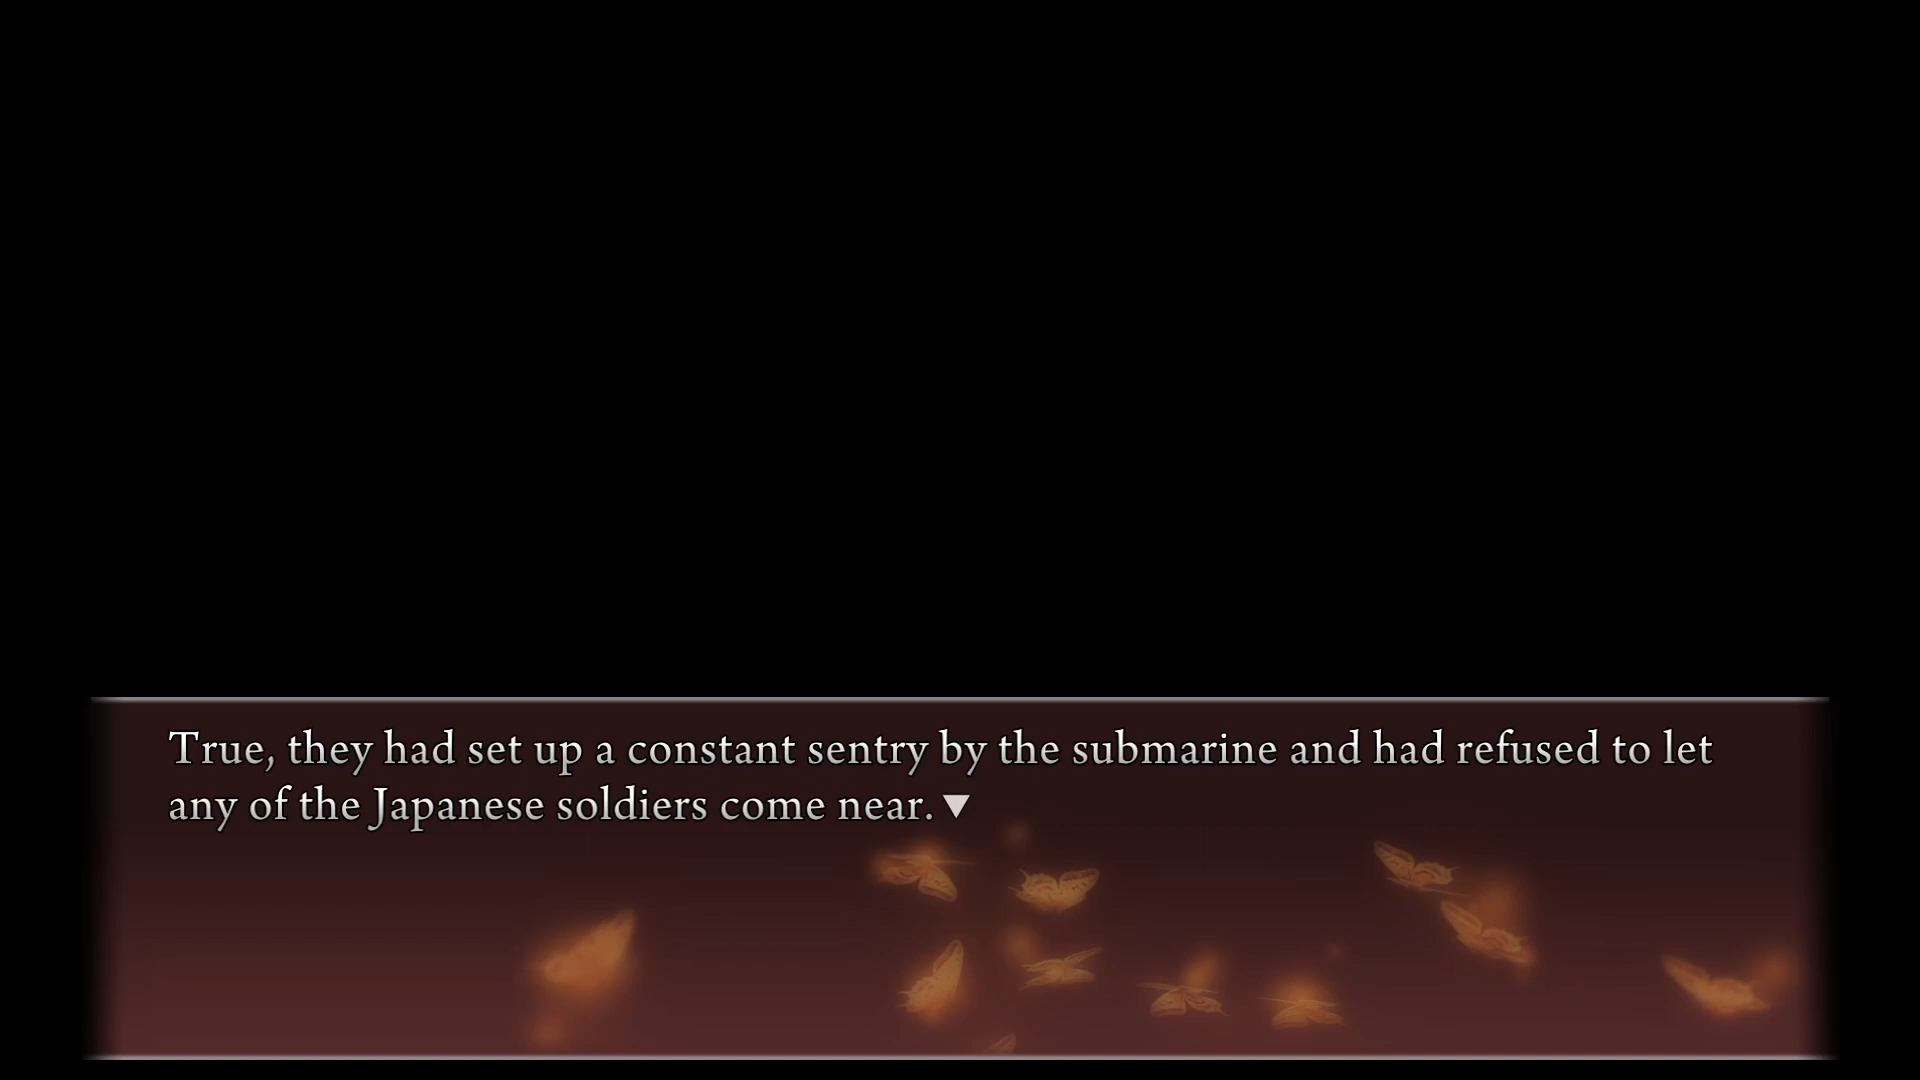 True, they had set up a constant sentry by the submarine and had refused to let
any of the Japanese soldiers come near.